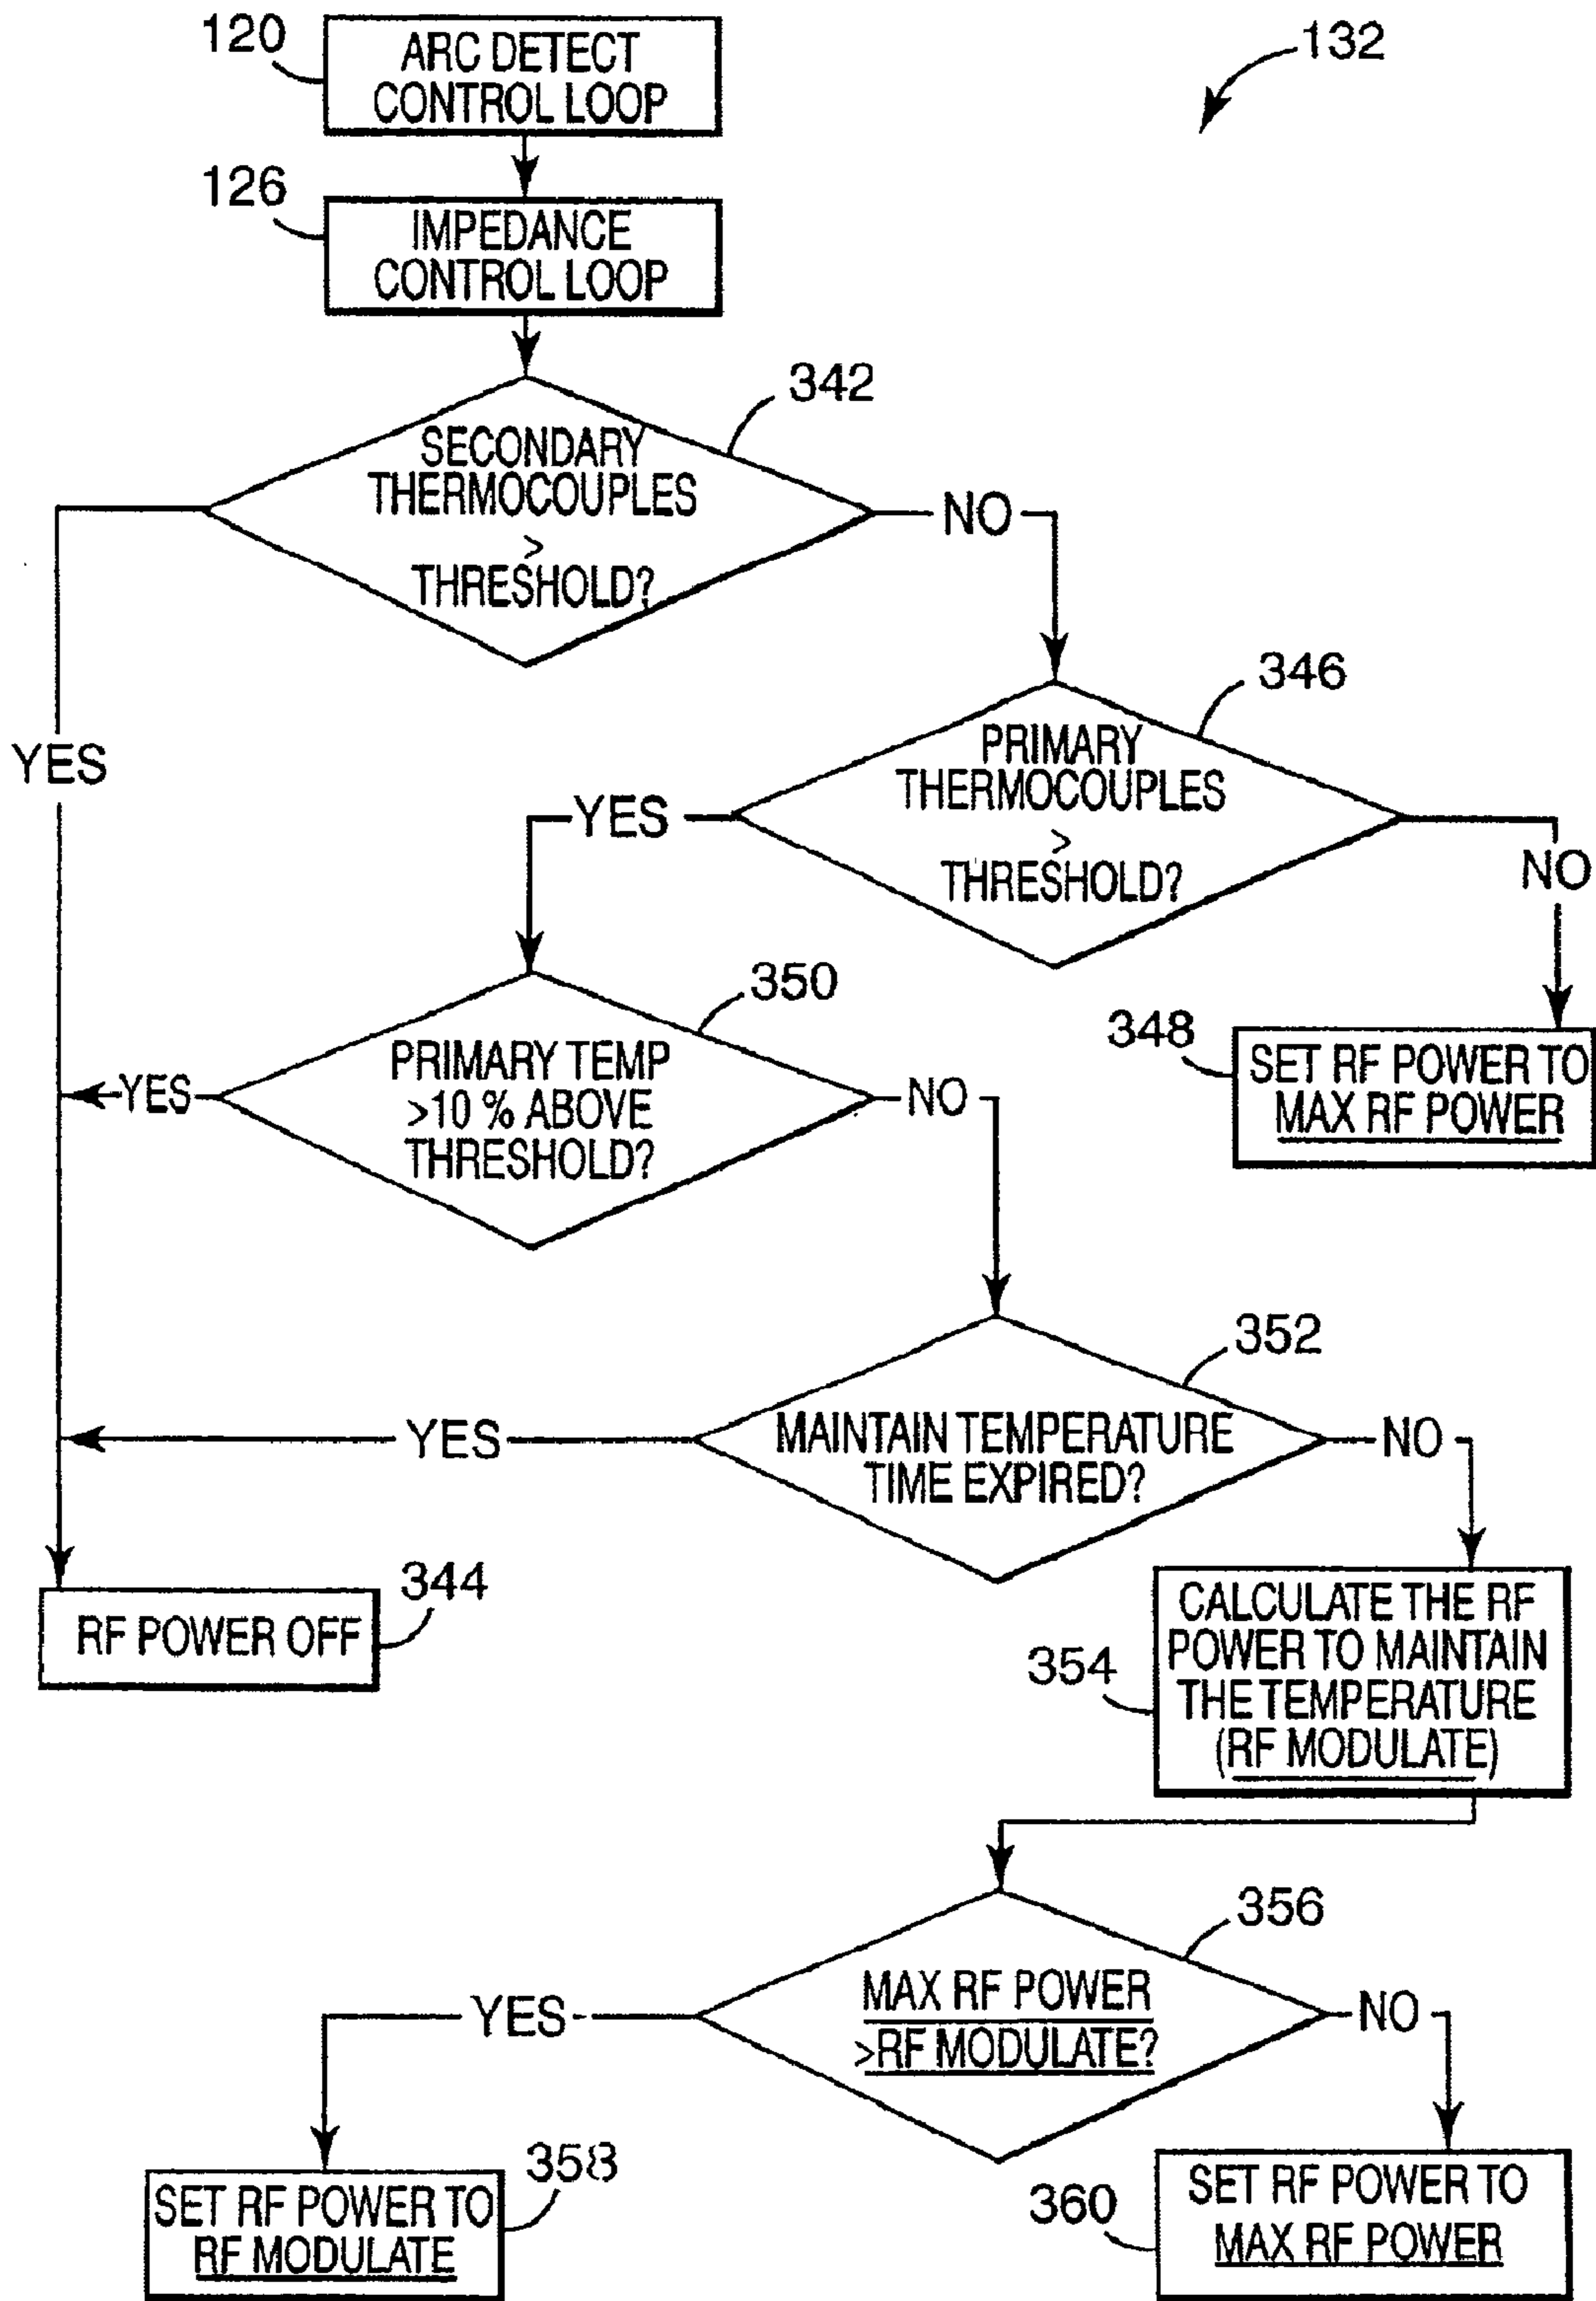 120
ARC DETECT
CONTROL LOOP
132
126
IMPEDANCE
CONTROL LOOP
342
SECONDARY
THERMOCOUPLES
>
THRESHOLD?
NO
YES
346
PRIMARY
THERMOCOUPLES
>
THRESHOLD?
YES
NO
350
PRIMARY TEMP
>10 % ABOVE
THRESHOLD?
YES
NO
348
SET RF POWER TO
MAX RF POWER
352
MAINTAIN TEMPERATURE
TIME EXPIRED?
YES
NO
344
RF POWER OFF
354
CALCULATE THE RF
POWER TO MAINTAIN
THE TEMPERATURE
(RF MODULATE)
356
MAX RF POWER
>RF MODULATE?
YES
NO
358
SET RF POWER TO
RF MODULATE
360
SET RF POWER TO
MAX RF POWER